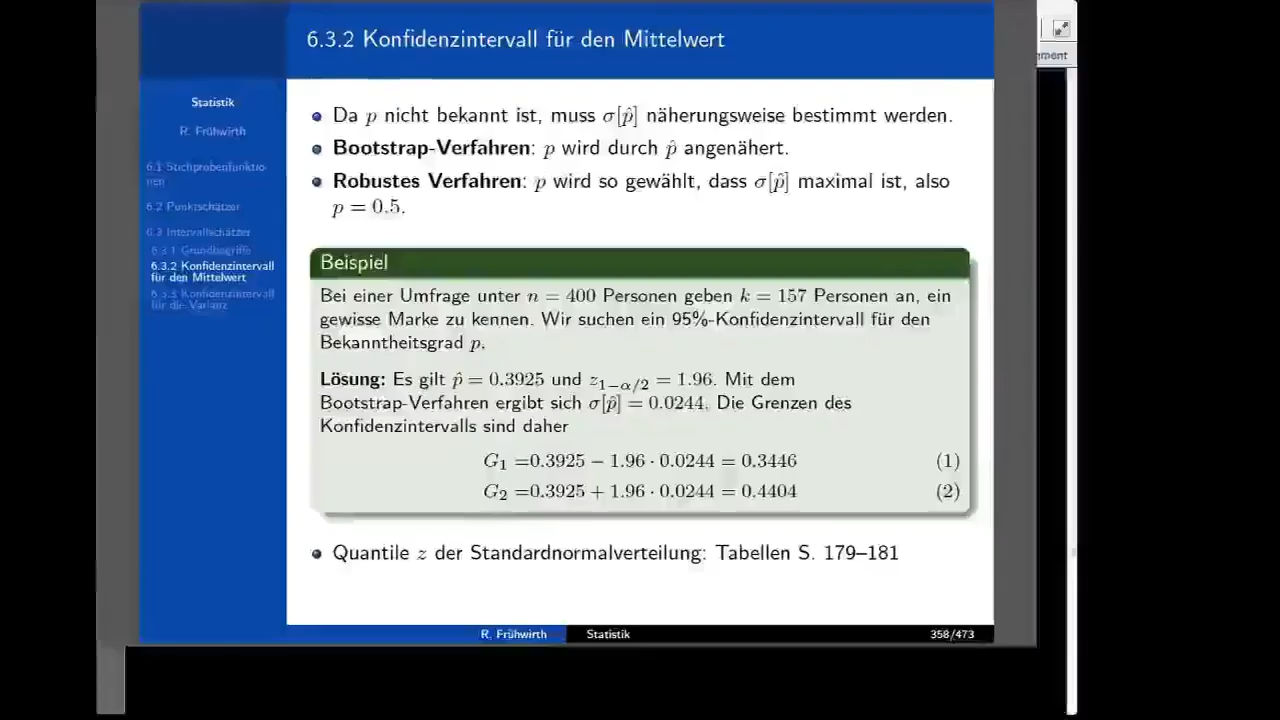 6.3.2 Konfidenzintervall für den Mittelwert
ment
Statistik
R. Frühwirth
6.1 Stichprobenfunktio-
nen
6.2 Punktschätzer
6.3 Intervallschätzer
6.3.1 Grundbegriffe
6.3.2 Konfidenzintervall
für den Mittelwert
6.3.3 Konfidenzintervall
für die Varianz
Da p nicht bekannt ist, muss σ[p̂] näherungsweise bestimmt werden.
Bootstrap-Verfahren: p wird durch p̂ angenähert.
Robustes Verfahren: p wird so gewählt, dass σ[p̂] maximal ist, also
p = 0.5.
Beispiel
Bei einer Umfrage unter n = 400 Personen geben k = 157 Personen an, ein
gewisse Marke zu kennen. Wir suchen ein 95%-Konfidenzintervall für den
Bekanntheitsgrad p.
Lösung: Es gilt p̂ = 0.3925 und z₁₋α/₂ = 1.96. Mit dem
Bootstrap-Verfahren ergibt sich σ[p̂] = 0.0244. Die Grenzen des
Konfidenzintervalls sind daher
G₁ =0.3925 − 1.96 · 0.0244 = 0.3446 (1)
G₂ =0.3925 + 1.96 · 0.0244 = 0.4404 (2)
Quantile z der Standardnormalverteilung: Tabellen S. 179–181
R. Frühwirth Statistik 358/473